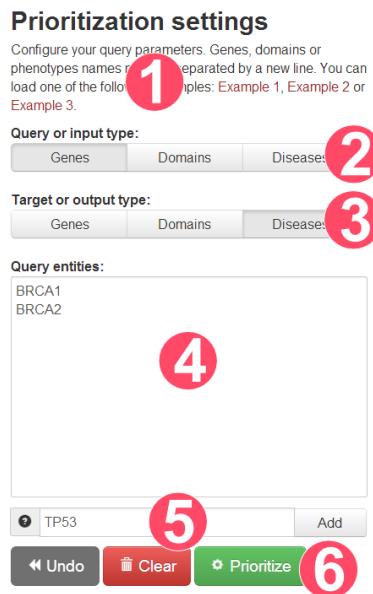 Prioritization settings
Configure your query parameters. Genes, domains or
phenotypes names separated by a new line. You can
load one of the 1 Example 1, Example 2 or
Example 3.
Query or input type:
Genes Domains Diseases 2
Target or output type:
Genes Domains Diseases 3
Query entities:
BRCA1
BRCA2
4
? TP53 5 Add
Undo Clear Prioritize 6